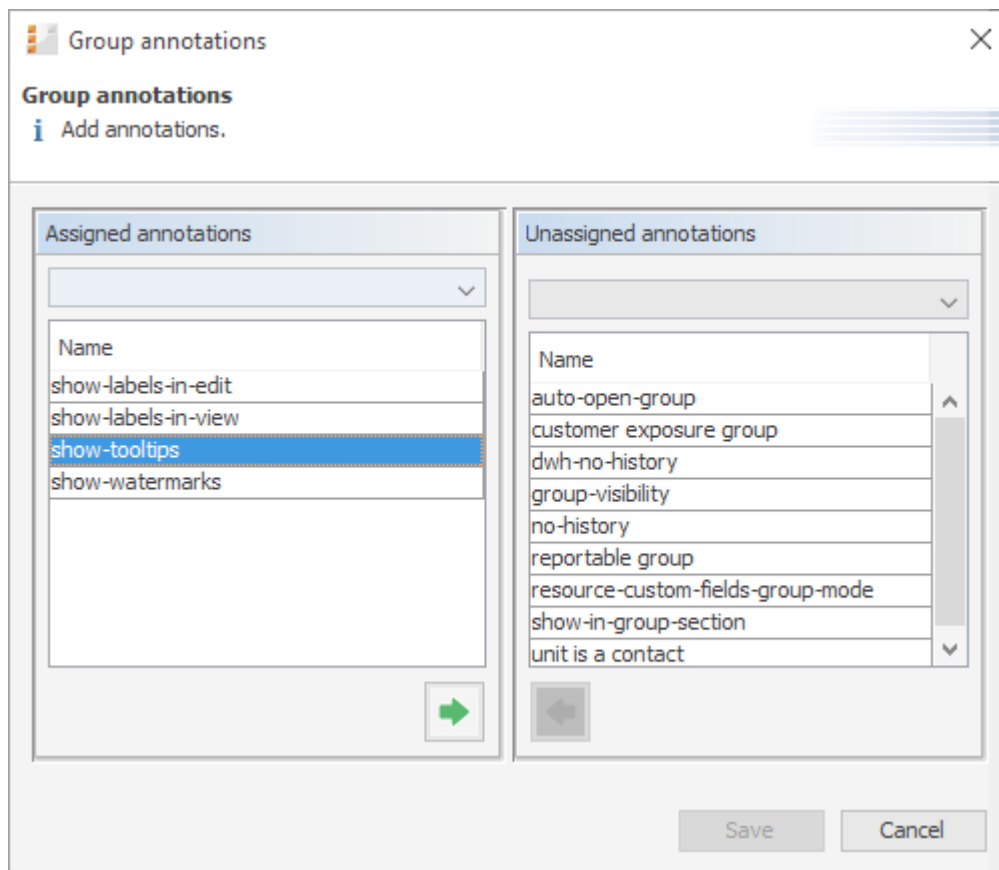 Group annotations
Group annotations
i Add annotations.
Assigned annotations
Name
show-labels-in-edit
show-labels-in-view
show-tooltips
show-watermarks
Unassigned annotations
Name
auto-open-group
customer exposure group
dwh-no-history
group-visibility
no-history
reportable group
resource-custom-fields-group-mode
show-in-group-section
unit is a contact
Save
Cancel